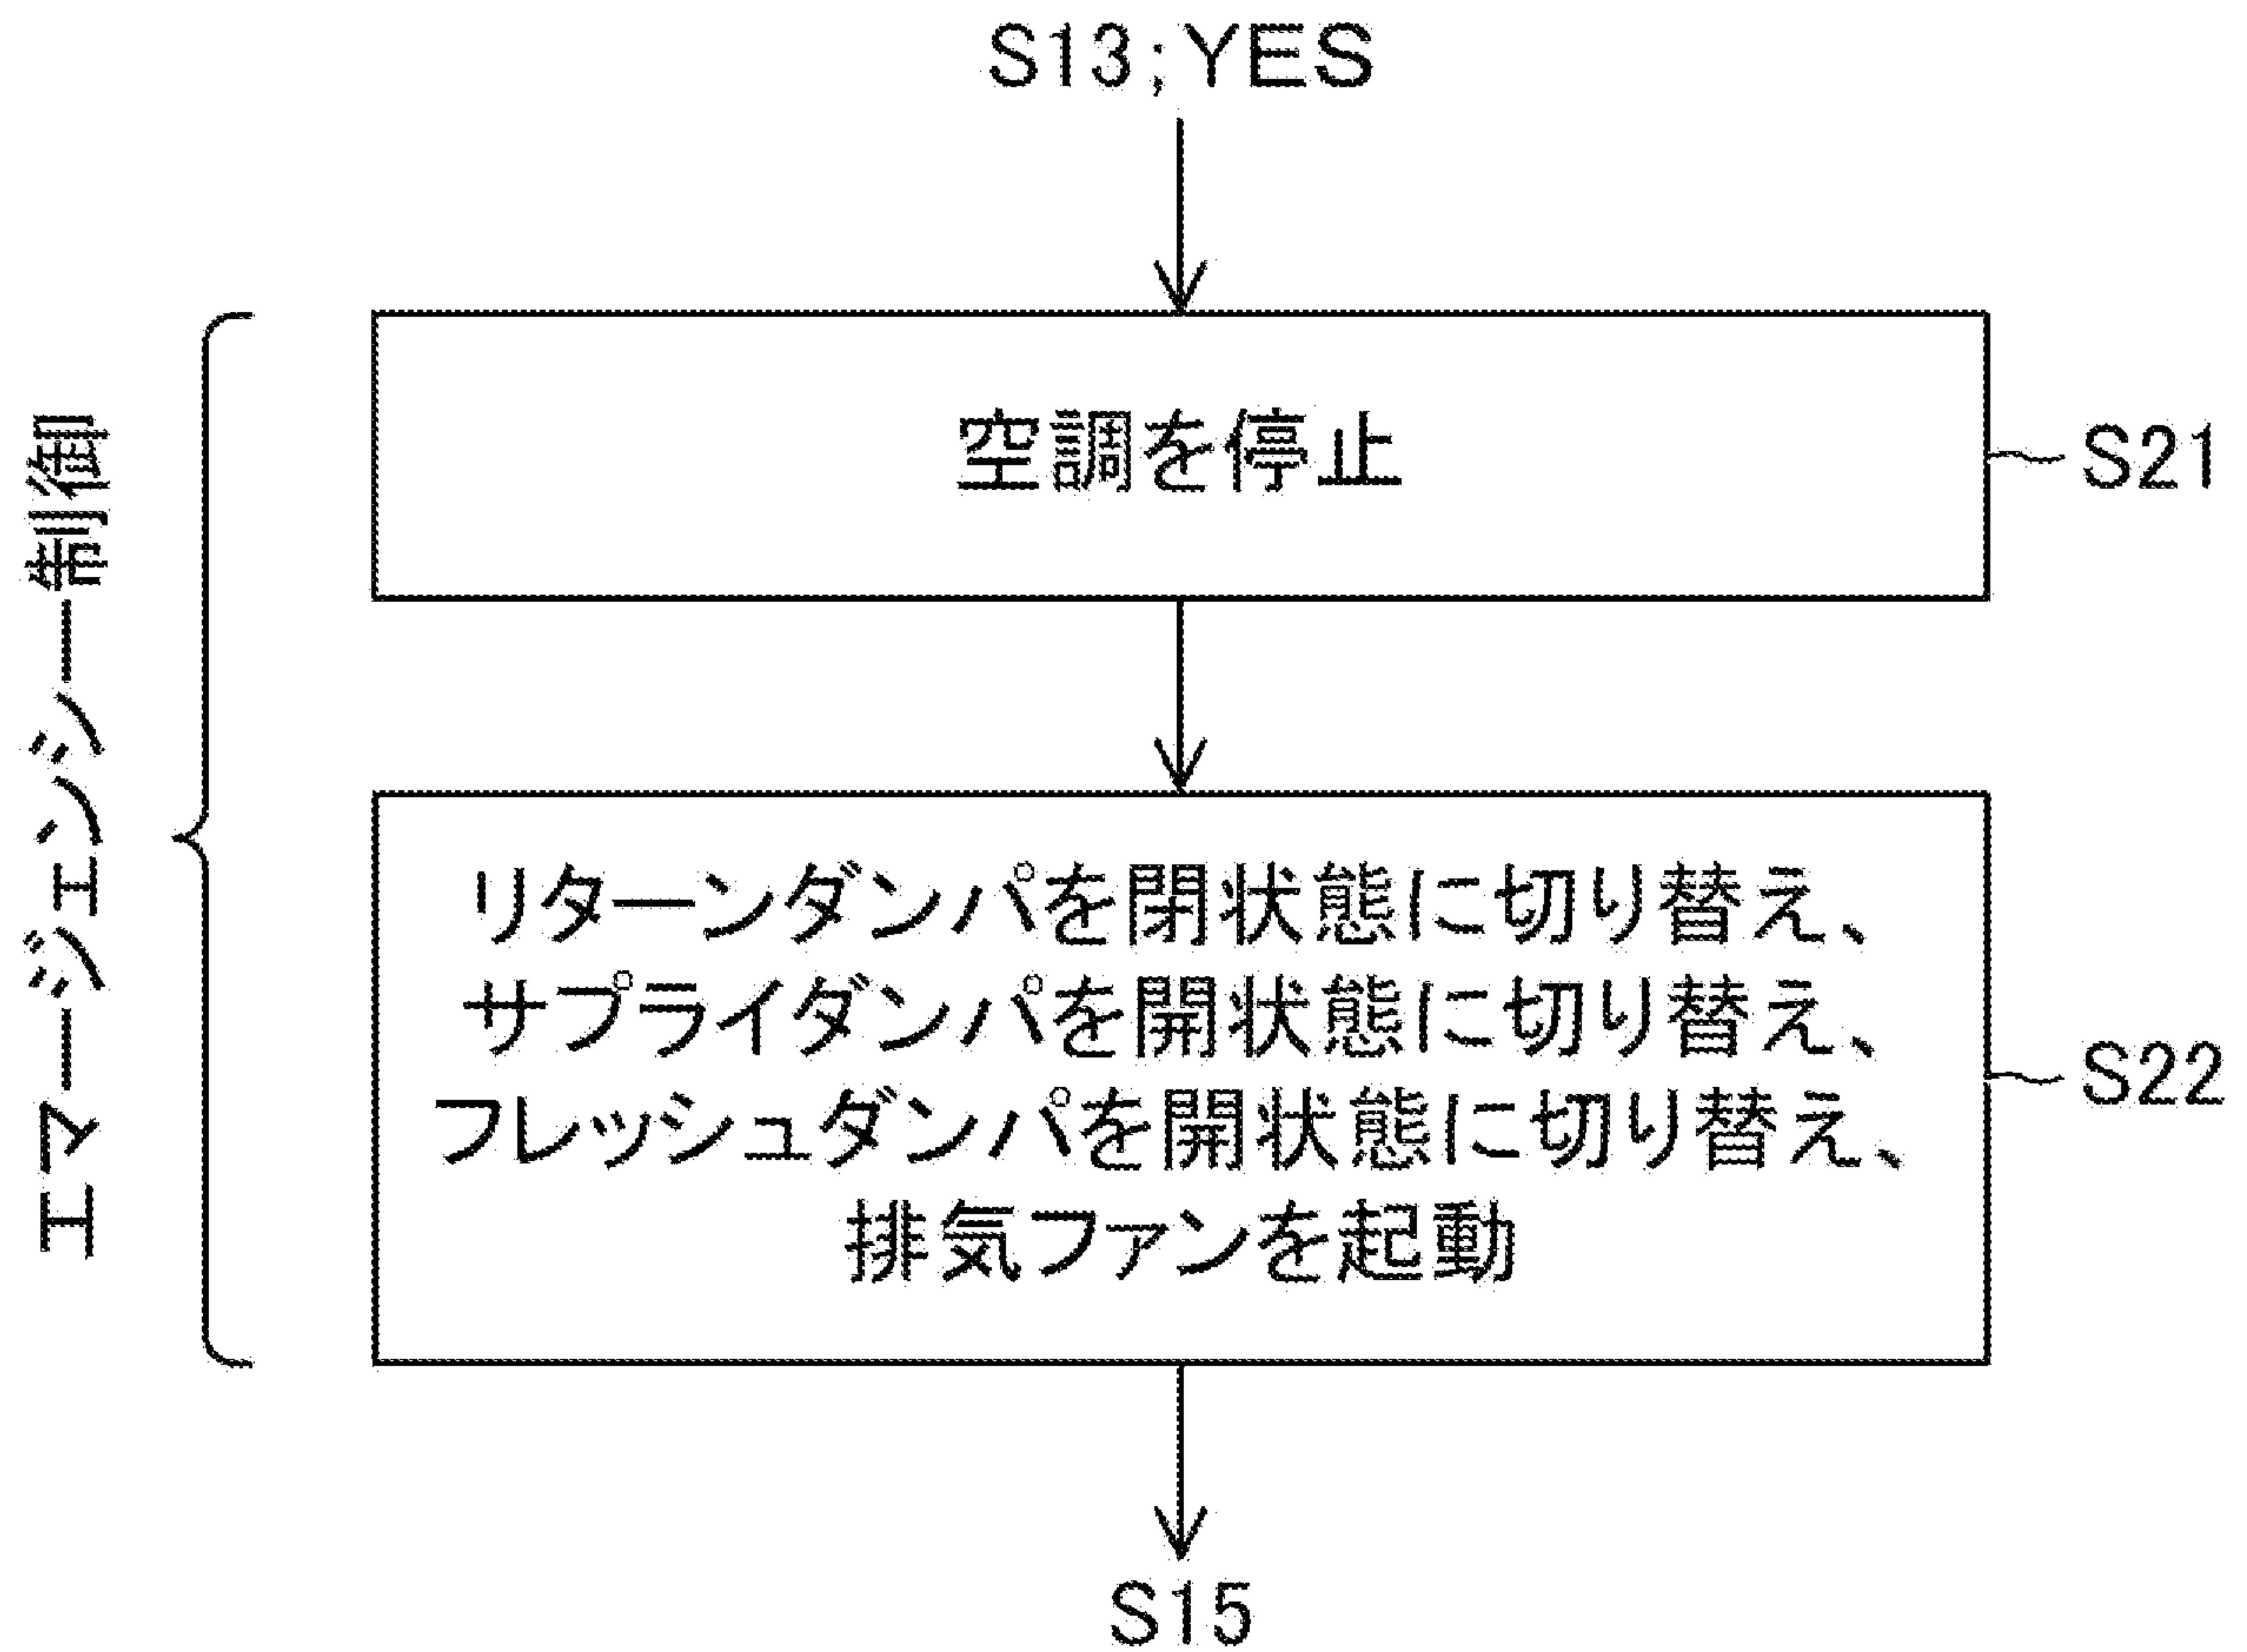 S13;YES
エマージェンシー制御
空調を停止
S21
リターンダンパを閉状態に切り替え、
サプライダンパを開状態に切り替え、
フレッシュダンパを開状態に切り替え、
排気ファンを起動
S22
S15